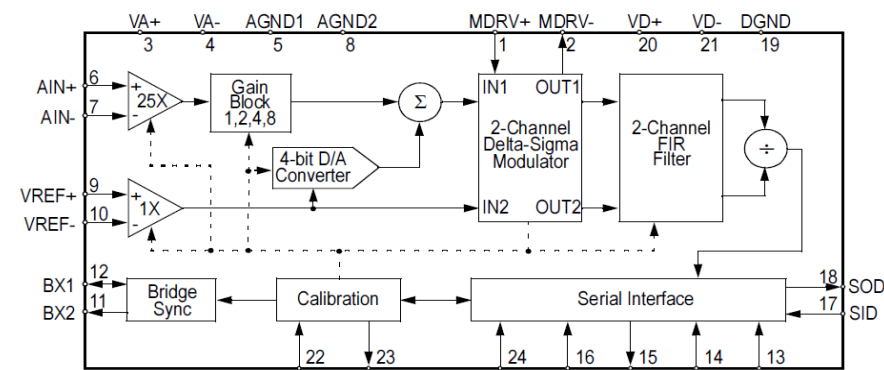 VA+ VA- AGND1 AGND2 MDRV+ MDRV- VD+ VD- DGND
3 4 5 8 1 2 20 21 19
AIN+ 6
AIN- 7
+
25X
-
Gain
Block
1,2,4,8
Σ
IN1 OUT1
2-Channel
Delta-Sigma
Modulator
IN2 OUT2
2-Channel
FIR
Filter
÷
4-bit D/A
Converter
VREF+ 9
VREF- 10
+
1X
-
BX1 12
BX2 11
Bridge
Sync
Calibration
Serial Interface
18 SOD
17 SID
22 23 24 16 15 14 13